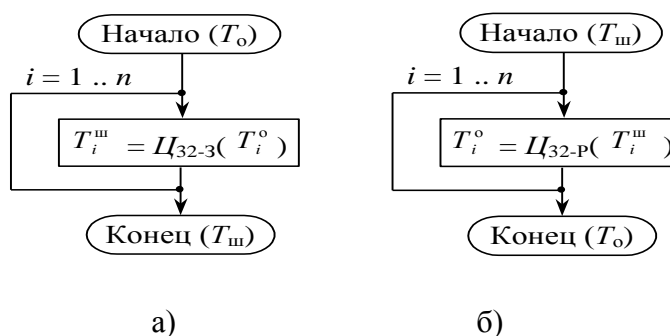 Начало (Tо)
i = 1 .. n
Tiш = Ц32-З( Tiо )
Конец (Tш)
а)
Начало (Tш)
i = 1 .. n
Tiо = Ц32-Р( Tiш )
Конец (Tо)
б)